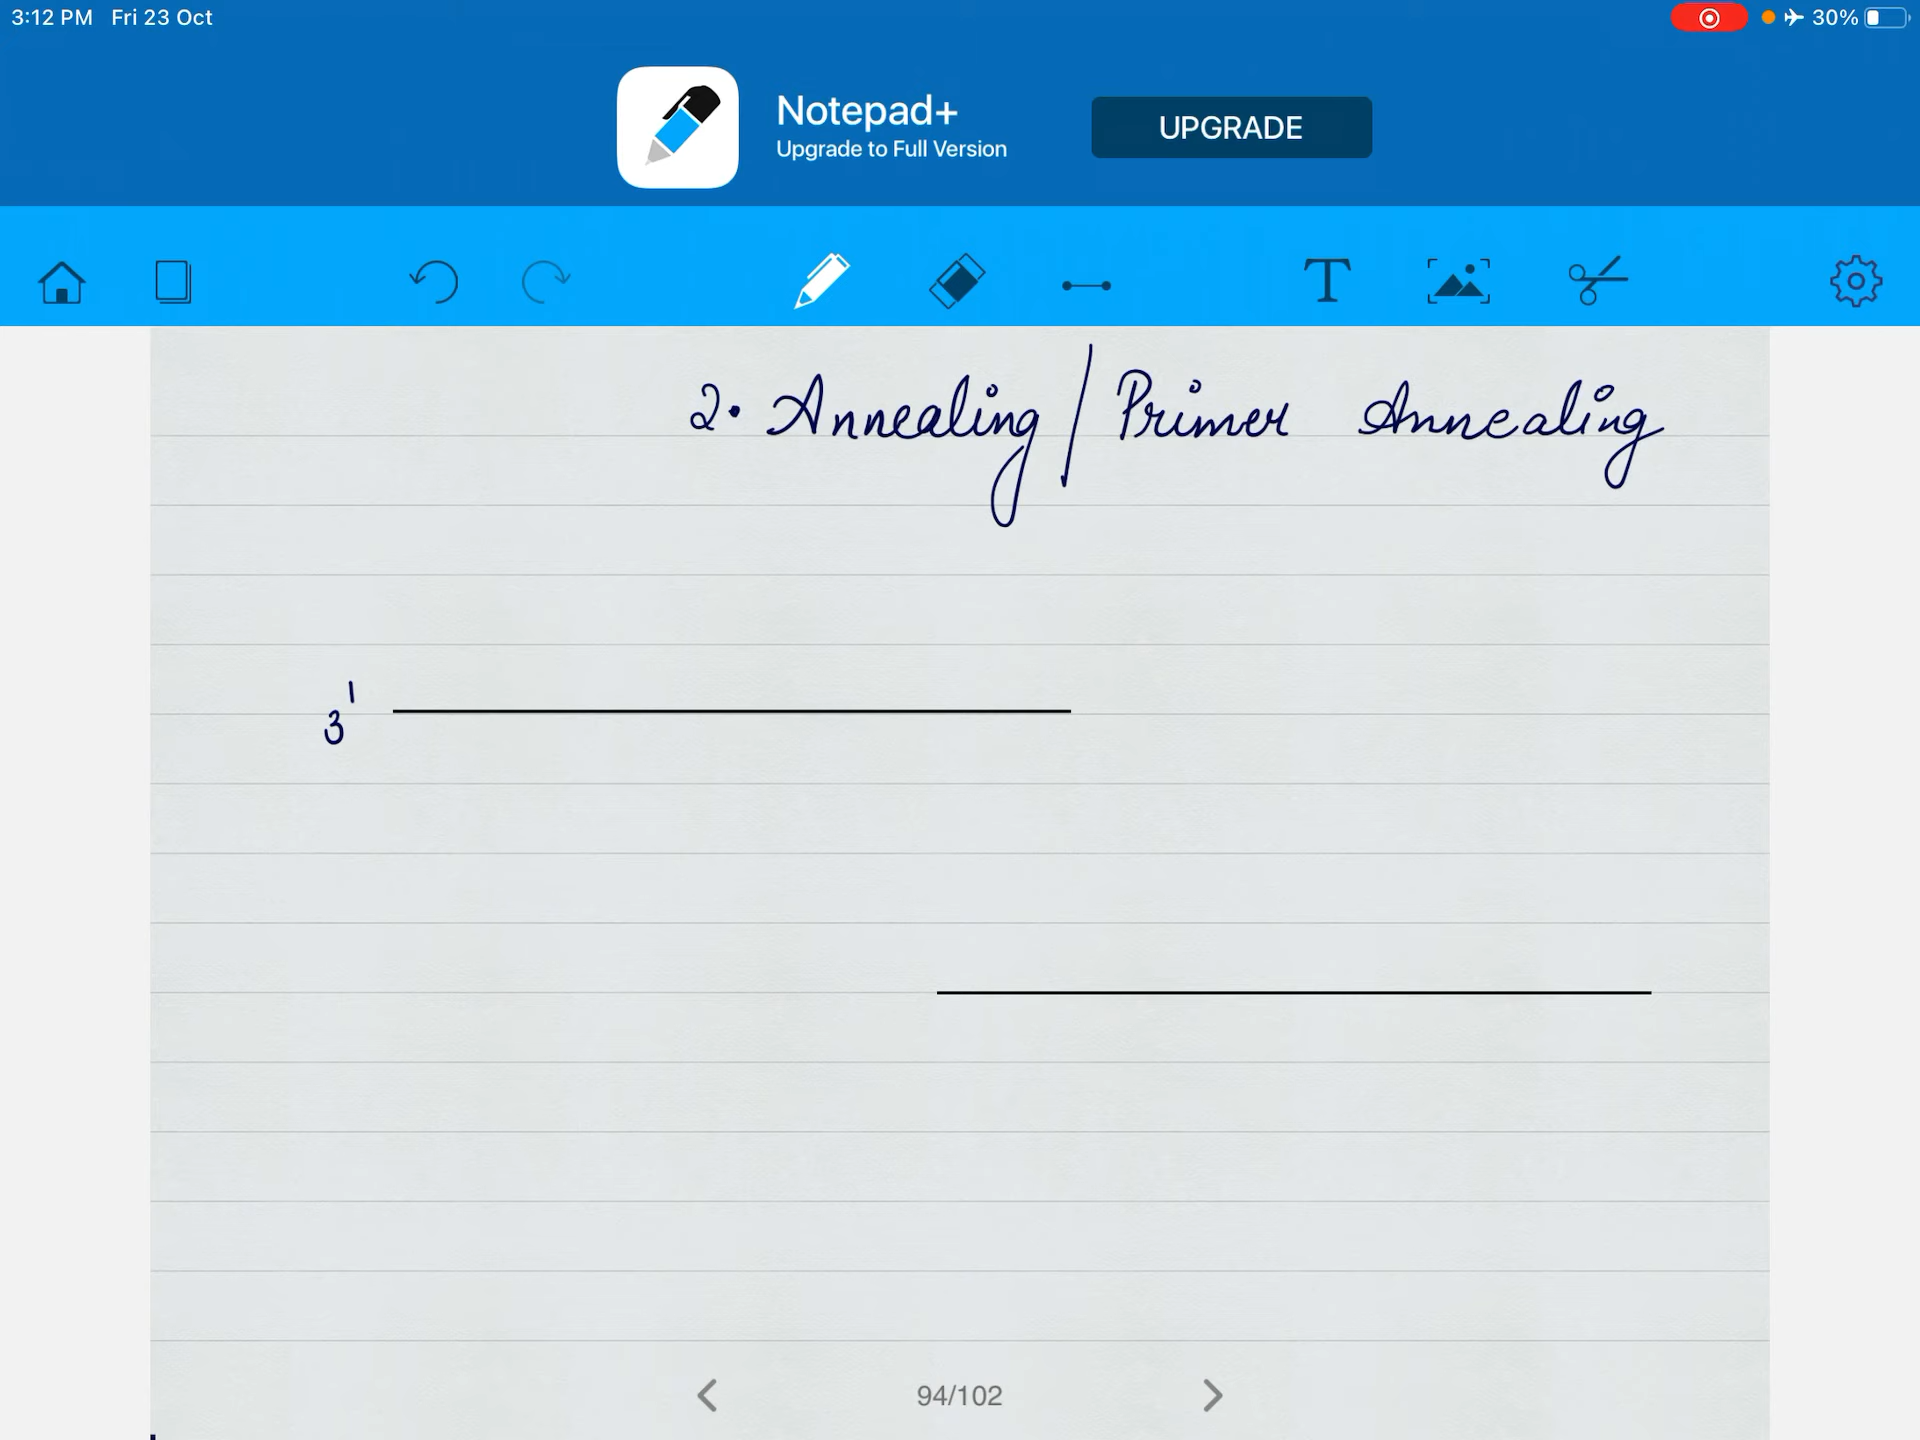 3:12 PM Fri 23 Oct
30%
Notepad+
Upgrade to Full Version
UPGRADE
T
2. Annealing / Primer Annealing
3'
94/102